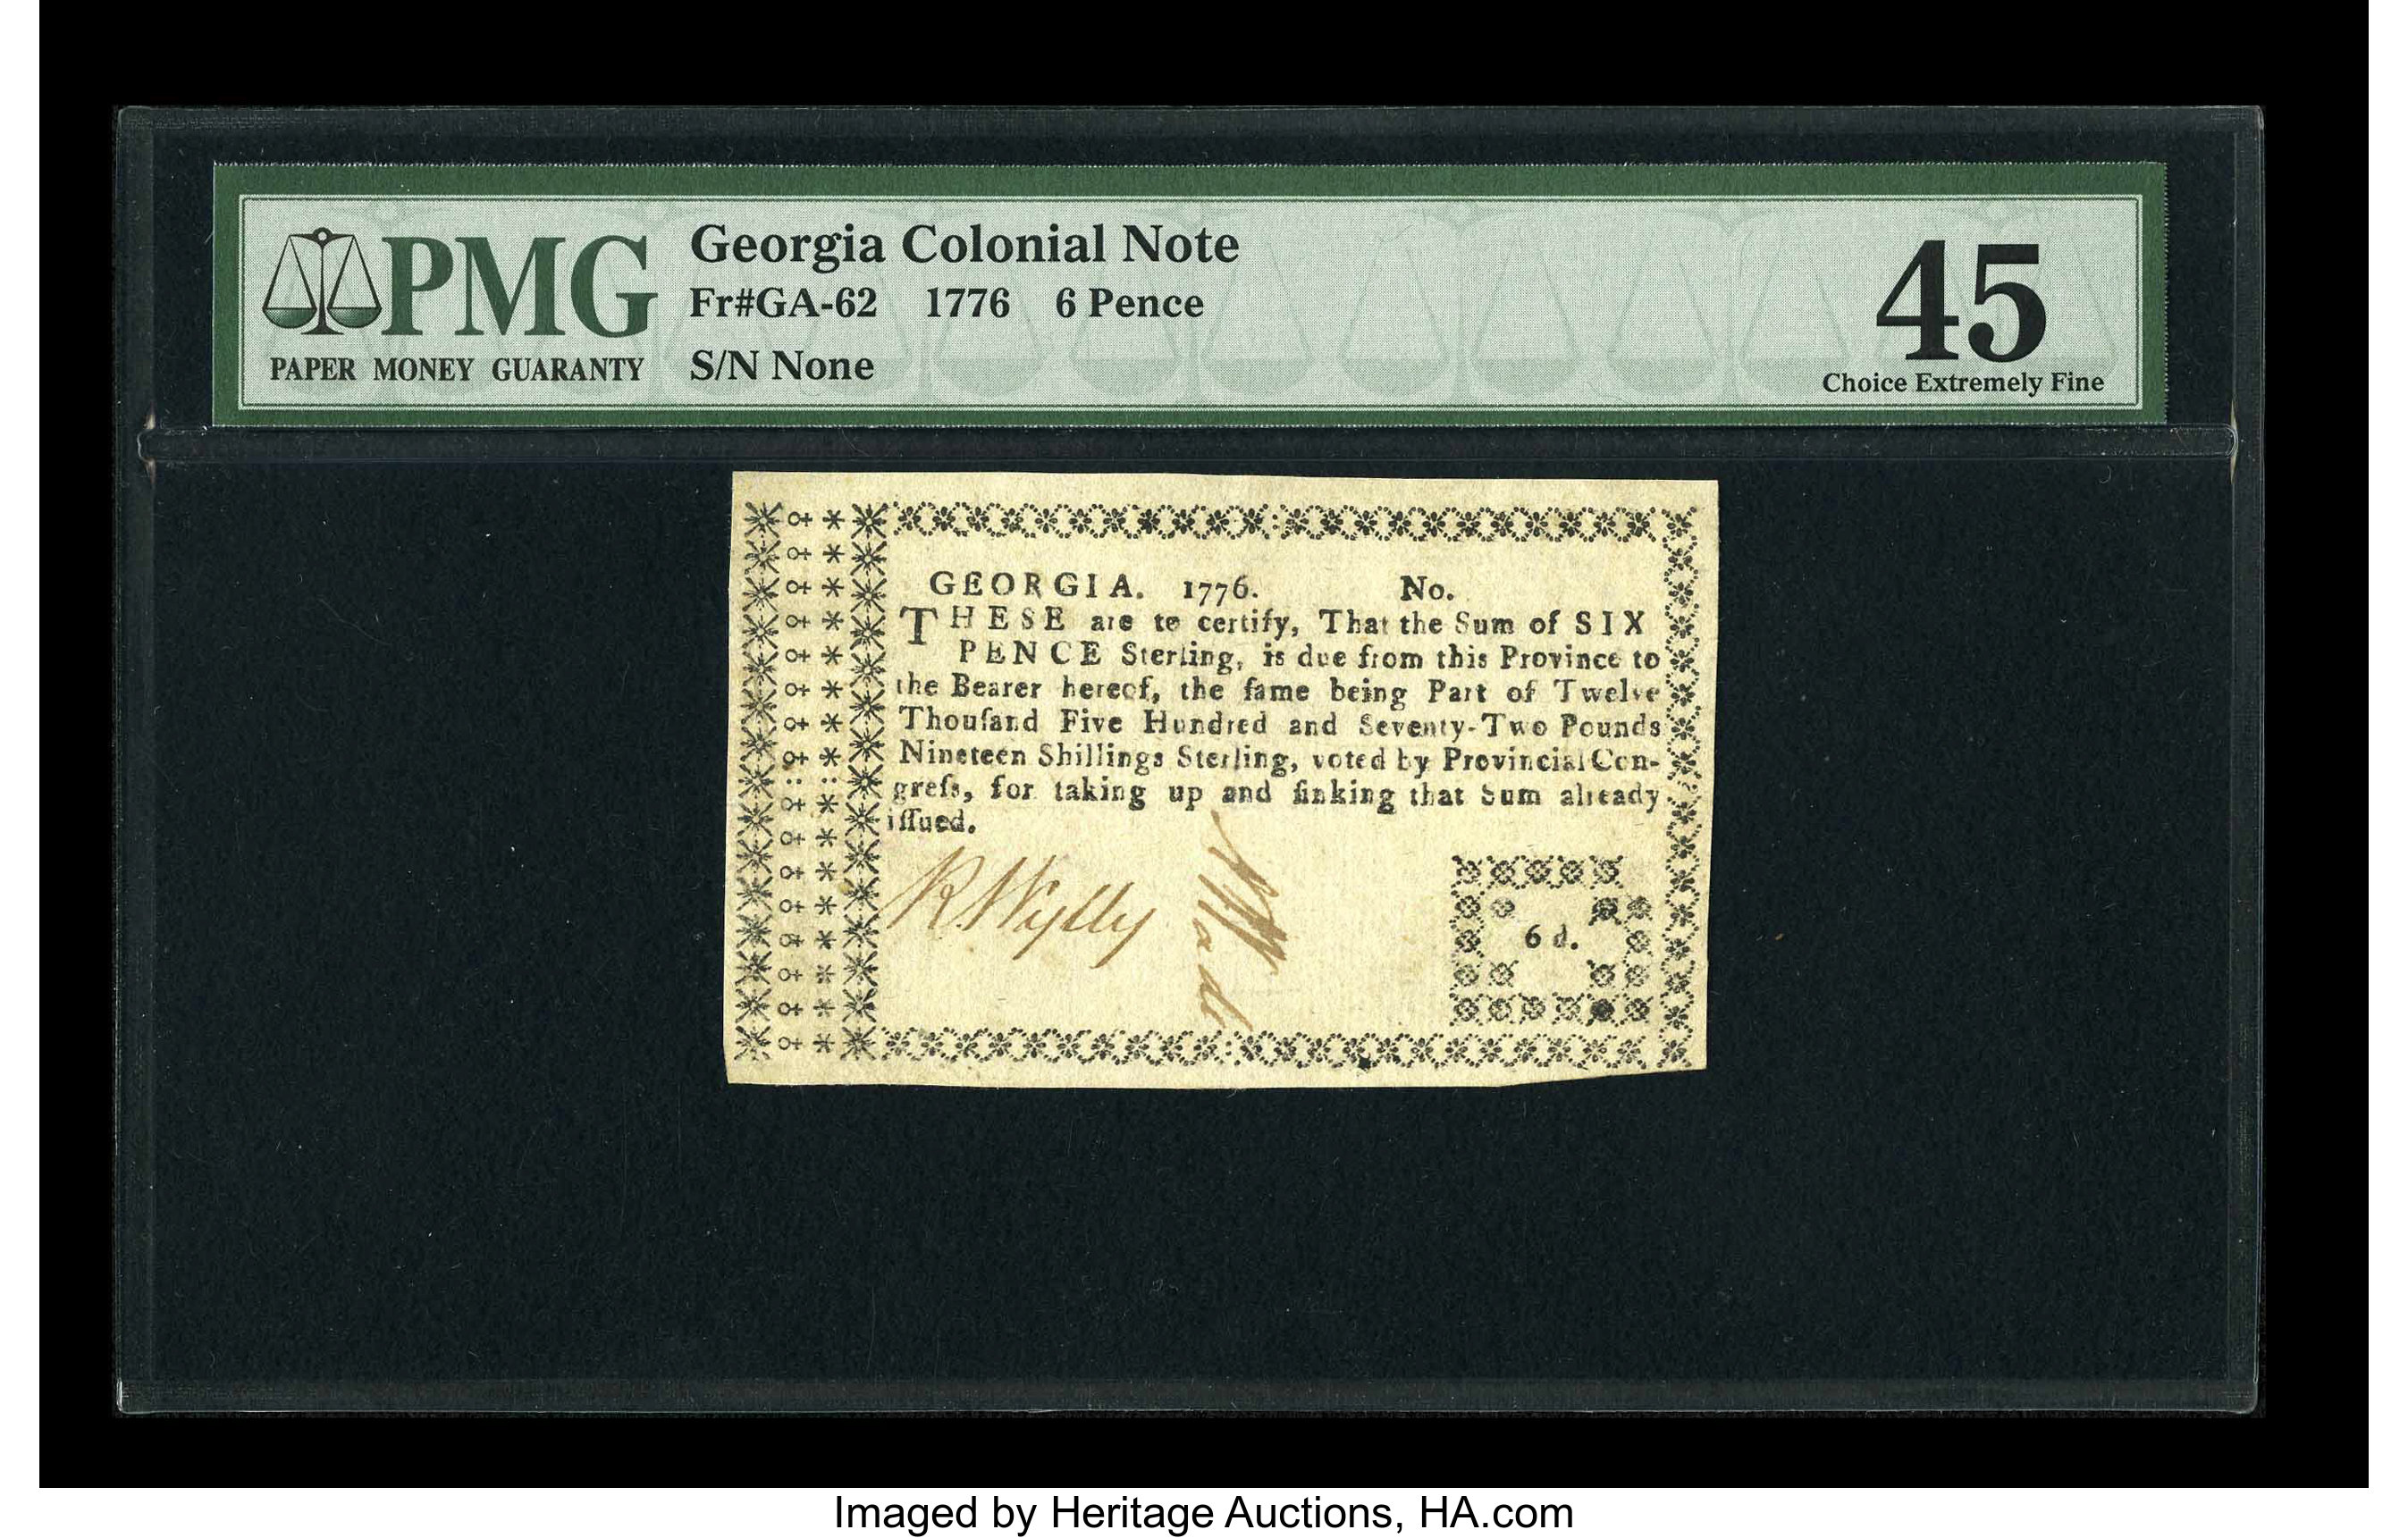 PMG
PAPER MONEY GUARANTY
Georgia Colonial Note
Fr#GA-62 1776 6 Pence
S/N None
45
Choice Extremely Fine
GEORGIA. 1776. No.
THESE are to certify, That the Sum of SIX
PENCE Sterling, is due from this Province to
the Bearer hereof, the ſame being Part of Twelve
Thouſand Five Hundred and Seventy-Two Pounds
Nineteen Shillings Sterling, voted by Provincial Con-
greſs, for taking up and ſinking that Sum already
iſſued.
R. Wylly
6 d.
Imaged by Heritage Auctions, HA.com